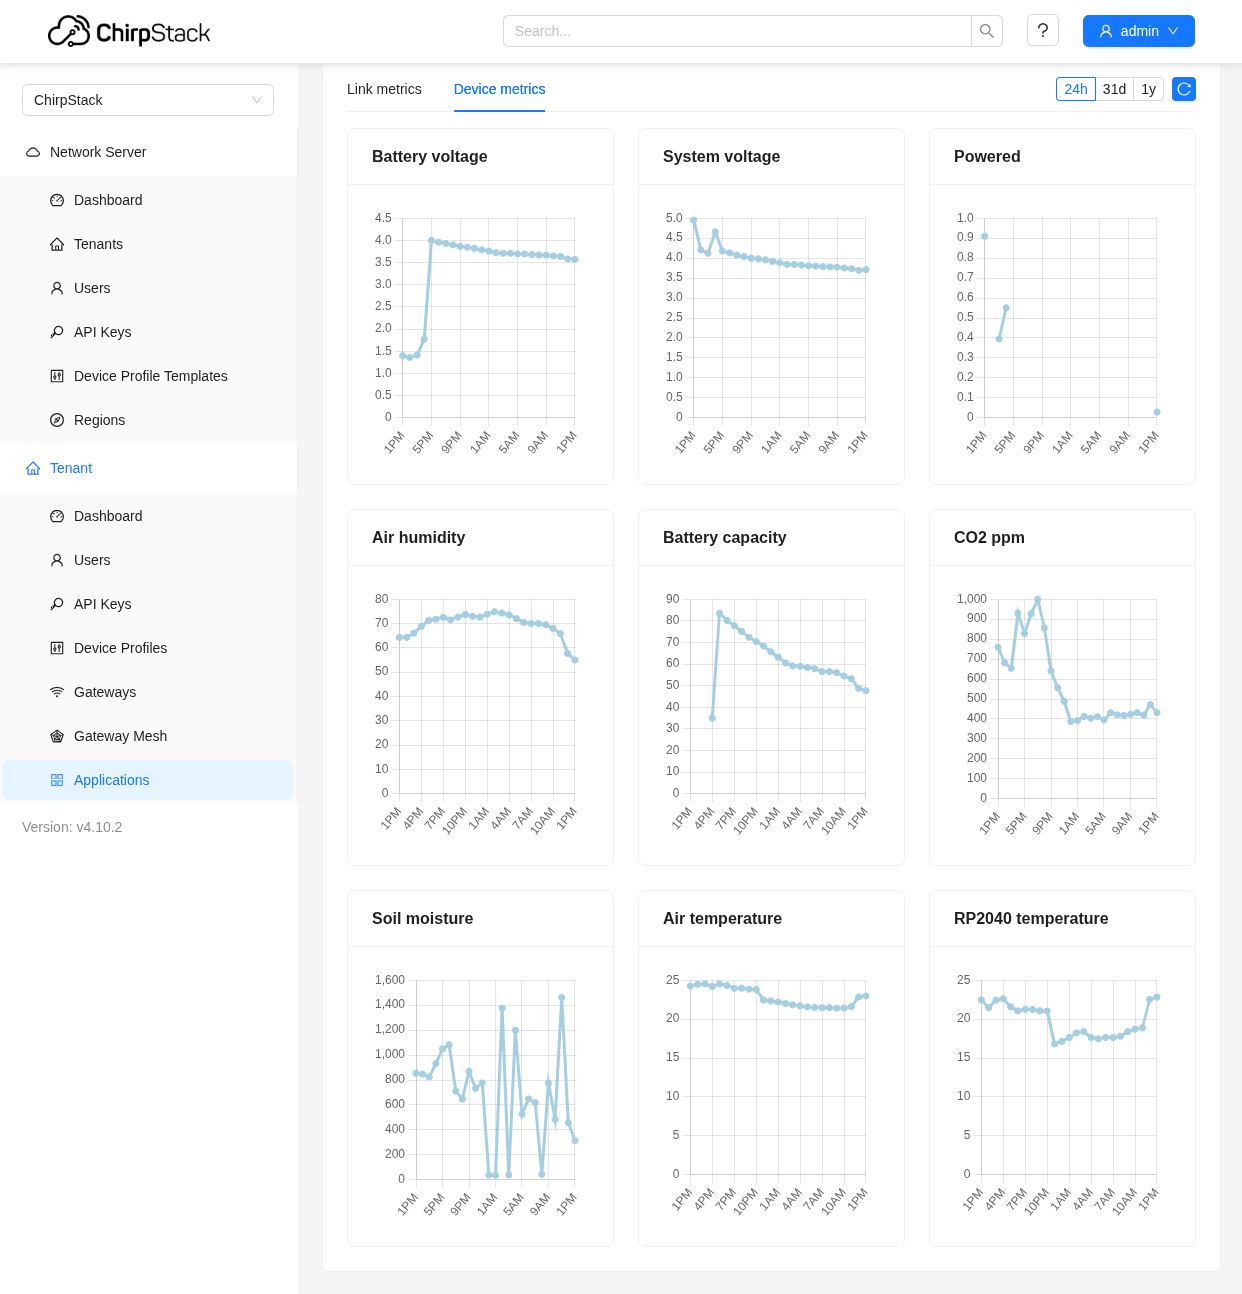 ChirpStack
Search...
?
admin
ChirpStack
Network Server
Dashboard
Tenants
Users
API Keys
Device Profile Templates
Regions
Tenant
Dashboard
Users
API Keys
Device Profiles
Gateways
Gateway Mesh
Applications
Version: v4.10.2
Link metrics
Device metrics
24h
31d
1y
Battery voltage
4.5
4.0
3.5
3.0
2.5
2.0
1.5
1.0
0.5
0
1PM 5PM 9PM 1AM 5AM 9AM 1PM
System voltage
5.0
4.5
4.0
3.5
3.0
2.5
2.0
1.5
1.0
0.5
0
1PM 5PM 9PM 1AM 5AM 9AM 1PM
Powered
1.0
0.9
0.8
0.7
0.6
0.5
0.4
0.3
0.2
0.1
0
1PM 5PM 9PM 1AM 5AM 9AM 1PM
Air humidity
80
70
60
50
40
30
20
10
0
1PM 4PM 7PM 10PM 1AM 4AM 7AM 10AM 1PM
Battery capacity
90
80
70
60
50
40
30
20
10
0
1PM 4PM 7PM 10PM 1AM 4AM 7AM 10AM 1PM
CO2 ppm
1,000
900
800
700
600
500
400
300
200
100
0
1PM 5PM 9PM 1AM 5AM 9AM 1PM
Soil moisture
1,600
1,400
1,200
1,000
800
600
400
200
0
1PM 5PM 9PM 1AM 5AM 9AM 1PM
Air temperature
25
20
15
10
5
0
1PM 4PM 7PM 10PM 1AM 4AM 7AM 10AM 1PM
RP2040 temperature
25
20
15
10
5
0
1PM 4PM 7PM 10PM 1AM 4AM 7AM 10AM 1PM